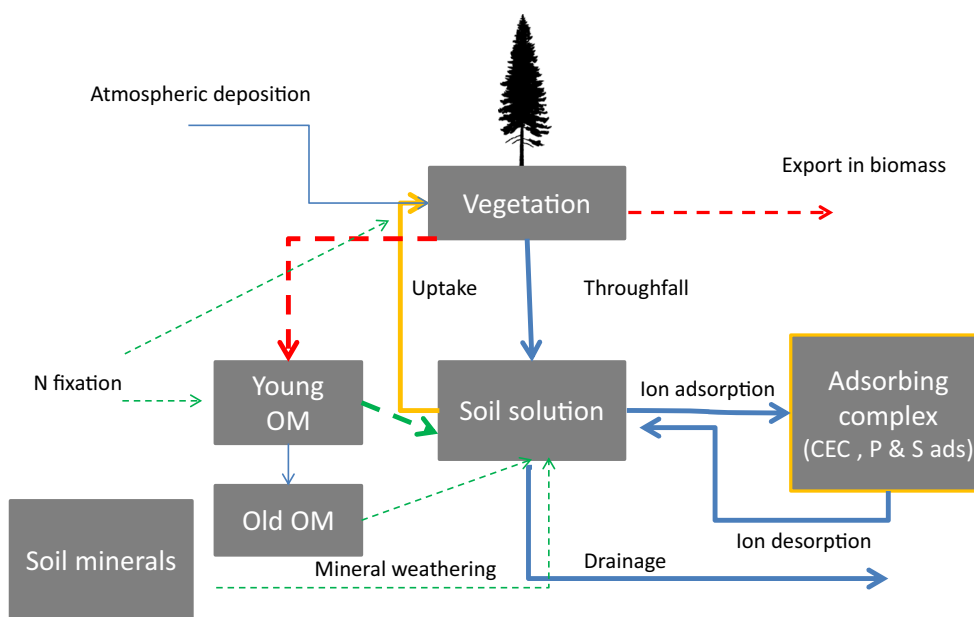 Atmospheric deposition
Vegetation
Export in biomass
Uptake
Throughfall
N fixation
Young
OM
Soil solution
Ion adsorption
Adsorbing
complex
(CEC , P & S ads)
Old OM
Soil minerals
Mineral weathering
Drainage
Ion desorption